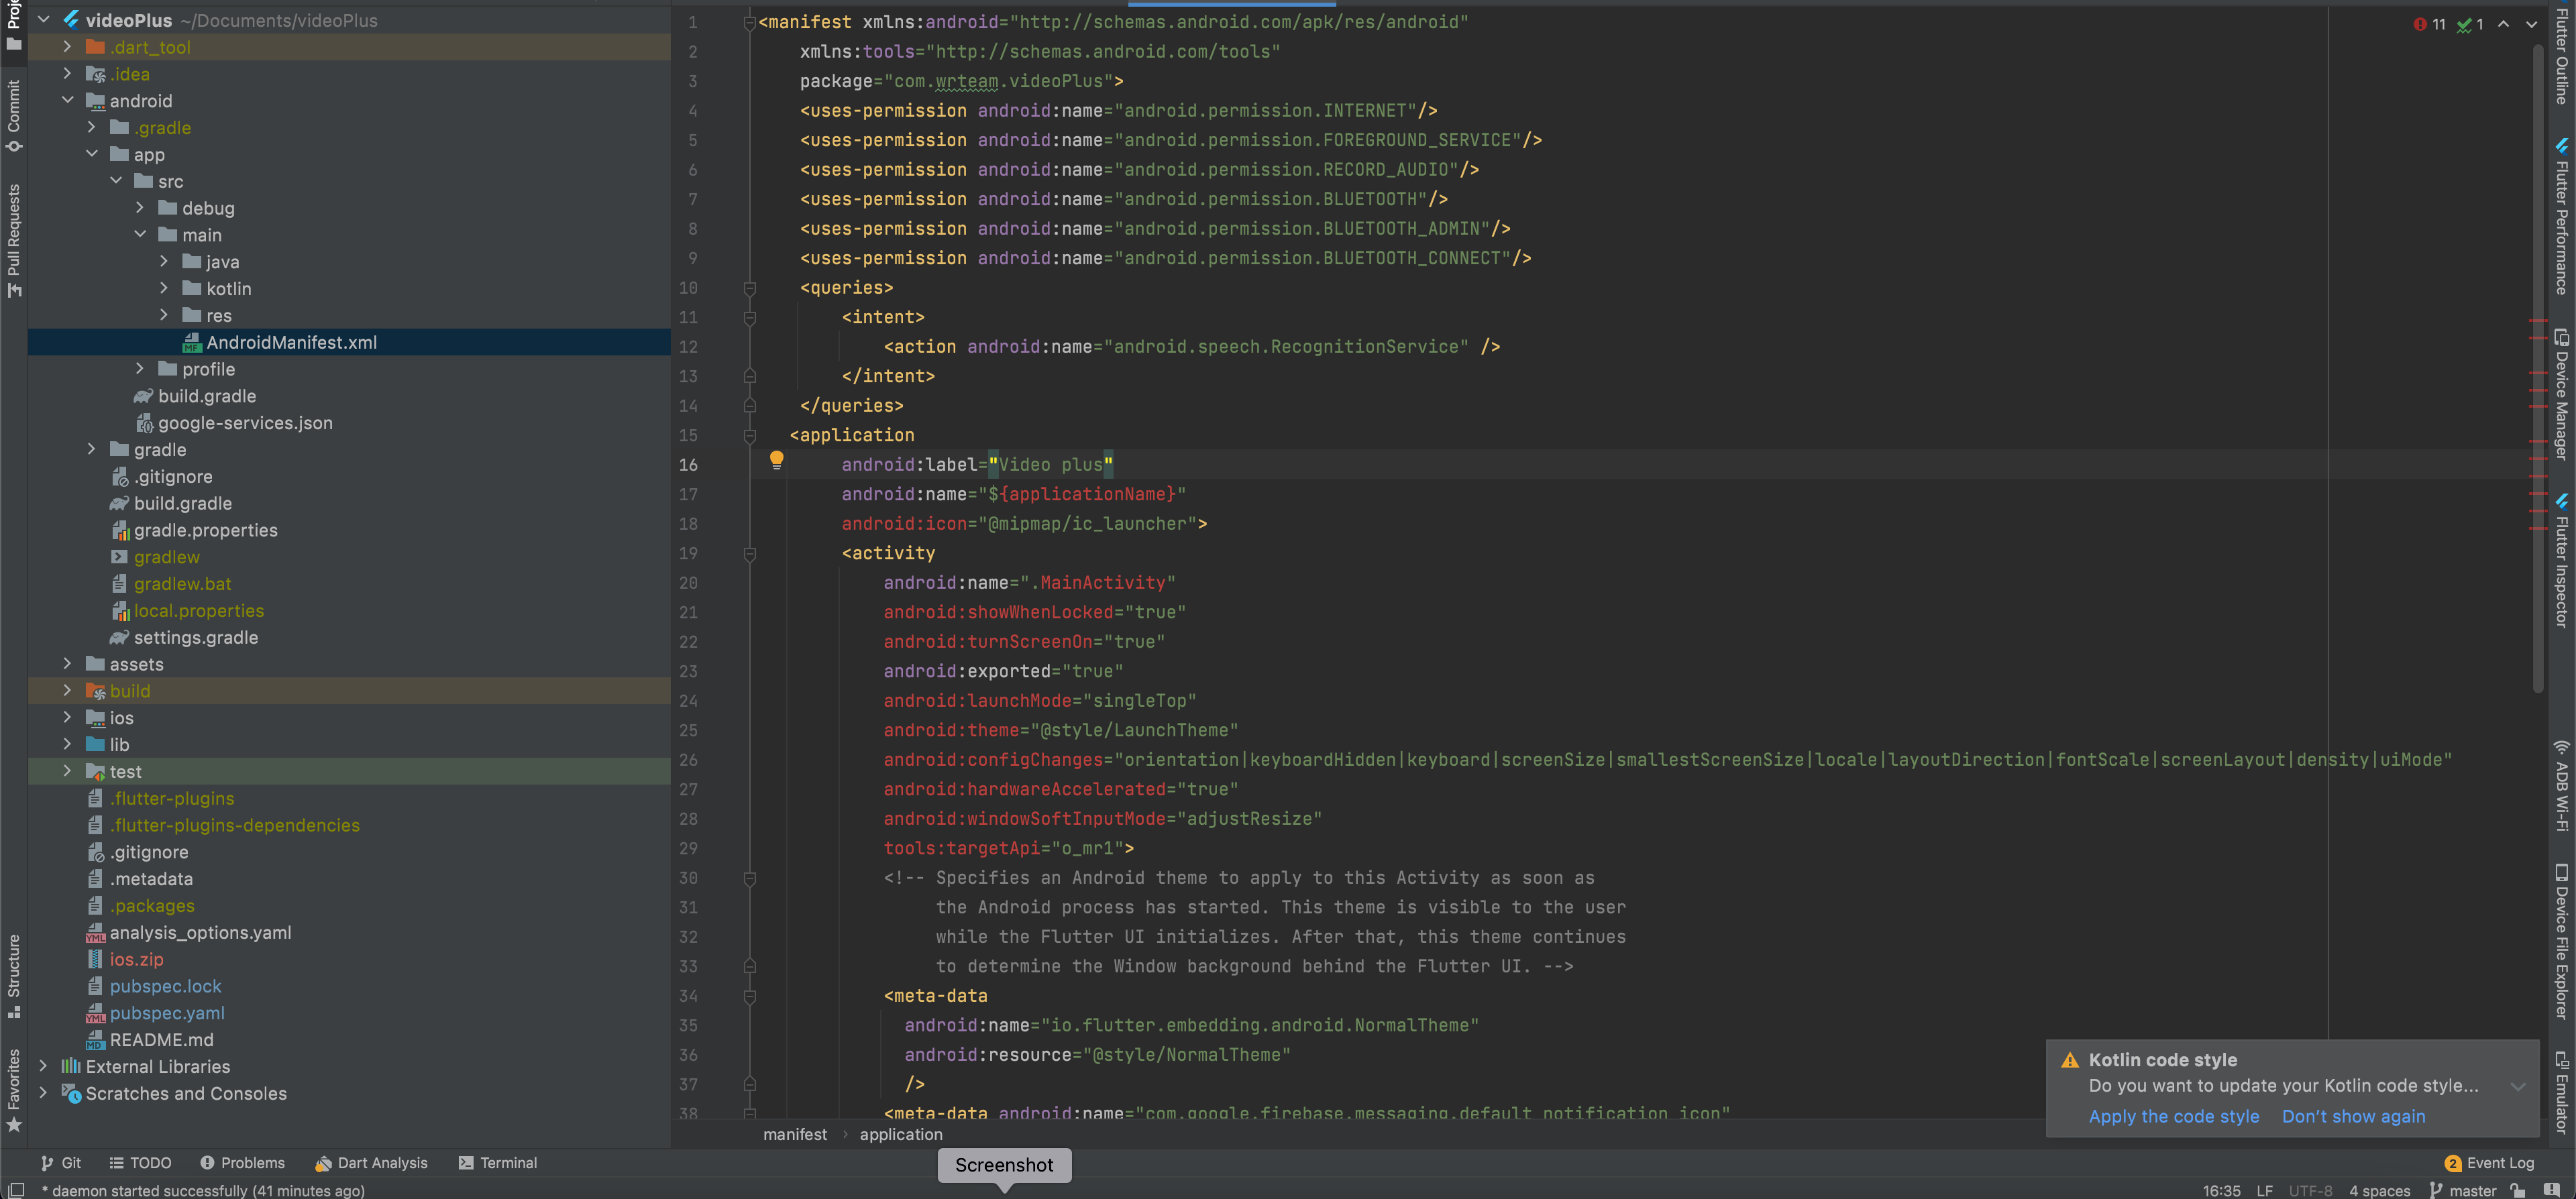 Proj
Commit
Pull Requests
Structure
Favorites
videoPlus ~/Documents/videoPlus
.dart_tool
.idea
android
.gradle
app
src
debug
main
java
kotlin
res
AndroidManifest.xml
profile
build.gradle
google-services.json
gradle
.gitignore
build.gradle
gradle.properties
gradlew
gradlew.bat
local.properties
settings.gradle
assets
build
ios
lib
test
.flutter-plugins
.flutter-plugins-dependencies
.gitignore
.metadata
.packages
analysis_options.yaml
ios.zip
pubspec.lock
pubspec.yaml
README.md
External Libraries
Scratches and Consoles
1 <manifest xmlns:android="http://schemas.android.com/apk/res/android"
2 xmlns:tools="http://schemas.android.com/tools"
3 package="com.wrteam.videoPlus">
4 <uses-permission android:name="android.permission.INTERNET"/>
5 <uses-permission android:name="android.permission.FOREGROUND_SERVICE"/>
6 <uses-permission android:name="android.permission.RECORD_AUDIO"/>
7 <uses-permission android:name="android.permission.BLUETOOTH"/>
8 <uses-permission android:name="android.permission.BLUETOOTH_ADMIN"/>
9 <uses-permission android:name="android.permission.BLUETOOTH_CONNECT"/>
10 <queries>
11 <intent>
12 <action android:name="android.speech.RecognitionService" />
13 </intent>
14 </queries>
15 <application
16 android:label="Video plus"
17 android:name="${applicationName}"
18 android:icon="@mipmap/ic_launcher">
19 <activity
20 android:name=".MainActivity"
21 android:showWhenLocked="true"
22 android:turnScreenOn="true"
23 android:exported="true"
24 android:launchMode="singleTop"
25 android:theme="@style/LaunchTheme"
26 android:configChanges="orientation|keyboardHidden|keyboard|screenSize|smallestScreenSize|locale|layoutDirection|fontScale|screenLayout|density|uiMode"
27 android:hardwareAccelerated="true"
28 android:windowSoftInputMode="adjustResize"
29 tools:targetApi="o_mr1">
30 <!-- Specifies an Android theme to apply to this Activity as soon as
31 the Android process has started. This theme is visible to the user
32 while the Flutter UI initializes. After that, this theme continues
33 to determine the Window background behind the Flutter UI. -->
34 <meta-data
35 android:name="io.flutter.embedding.android.NormalTheme"
36 android:resource="@style/NormalTheme"
37 />
38 <meta-data android:name="com.google.firebase.messaging.default_notification_icon"
11 1
Flutter Outline
Flutter Performance
Device Manager
Flutter Inspector
ADB Wi-Fi
Device File Explorer
Emulator
Kotlin code style
Do you want to update your Kotlin code style...
Apply the code style Don't show again
manifest application
Git TODO Problems Dart Analysis Terminal
Screenshot
2 Event Log
* daemon started successfully (41 minutes ago)
16:35 LF UTF-8 4 spaces master